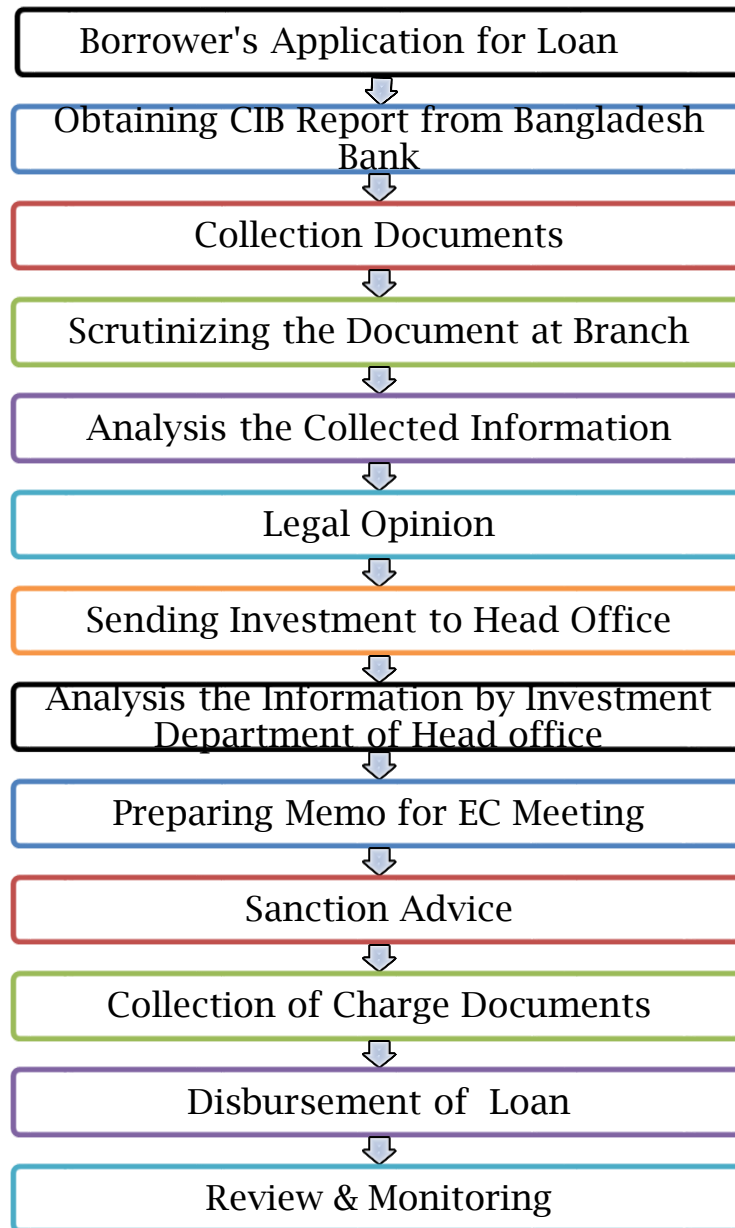 Borrower's Application for Loan
Obtaining CIB Report from Bangladesh
Bank
Collection Documents
Scrutinizing the Document at Branch
Analysis the Collected Information
Legal Opinion
Sending Investment to Head Office
Analysis the Information by Investment
Department of Head office
Preparing Memo for EC Meeting
Sanction Advice
Collection of Charge Documents
Disbursement of  Loan
Review & Monitoring